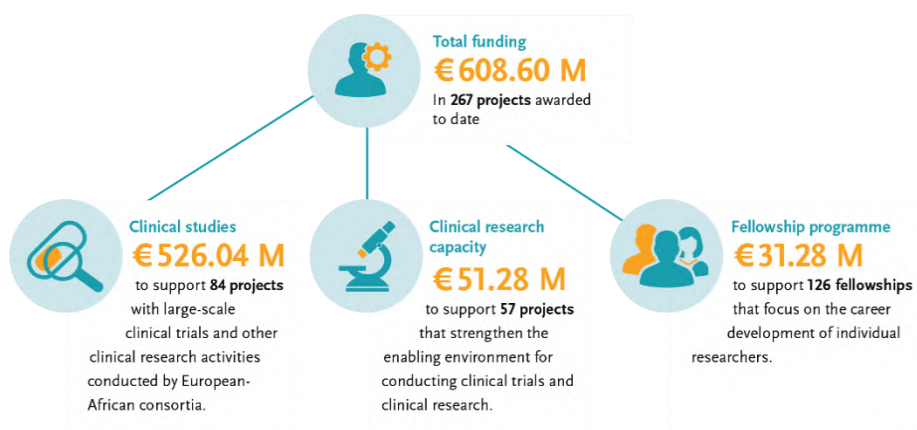 Total funding
€608.60 M
In 267 projects awarded
to date
Clinical studies
€526.04 M
to support 84 projects
with large-scale
clinical trials and other
clinical research activities
conducted by European-
African consortia.
Clinical research
capacity
€51.28 M
to support 57 projects
that strengthen the
enabling environment for
conducting clinical trials and
clinical research.
Fellowship programme
€31.28 M
to support 126 fellowships
that focus on the career
development of individual
researchers.